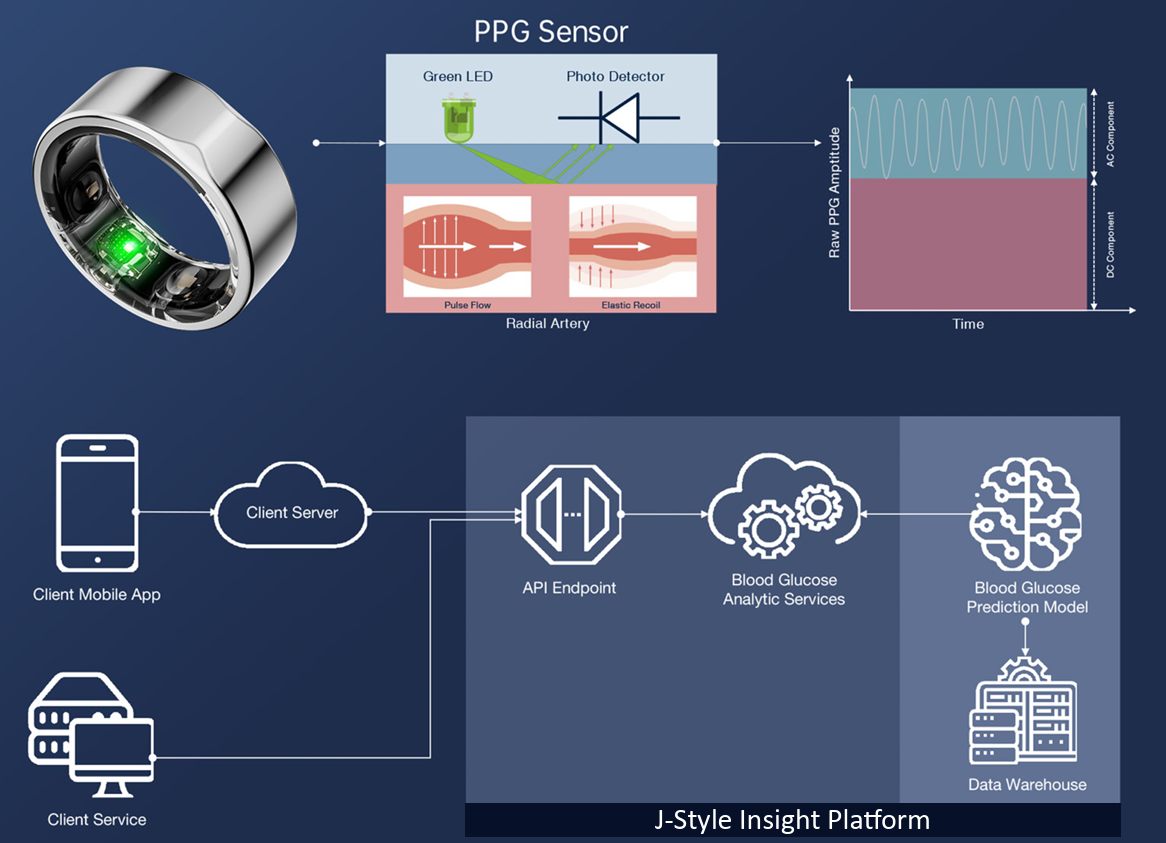 PPG Sensor
Green LED
Photo Detector
Pulse Flow
Elastic Recoil
Radial Artery
Raw PPG Amplitude
AC Component
DC Component
Time
Client Server
Client Mobile App
API Endpoint
Blood Glucose
Analytic Services
Blood Glucose
Prediction Model
Client Service
Data Warehouse
J-Style Insight Platform